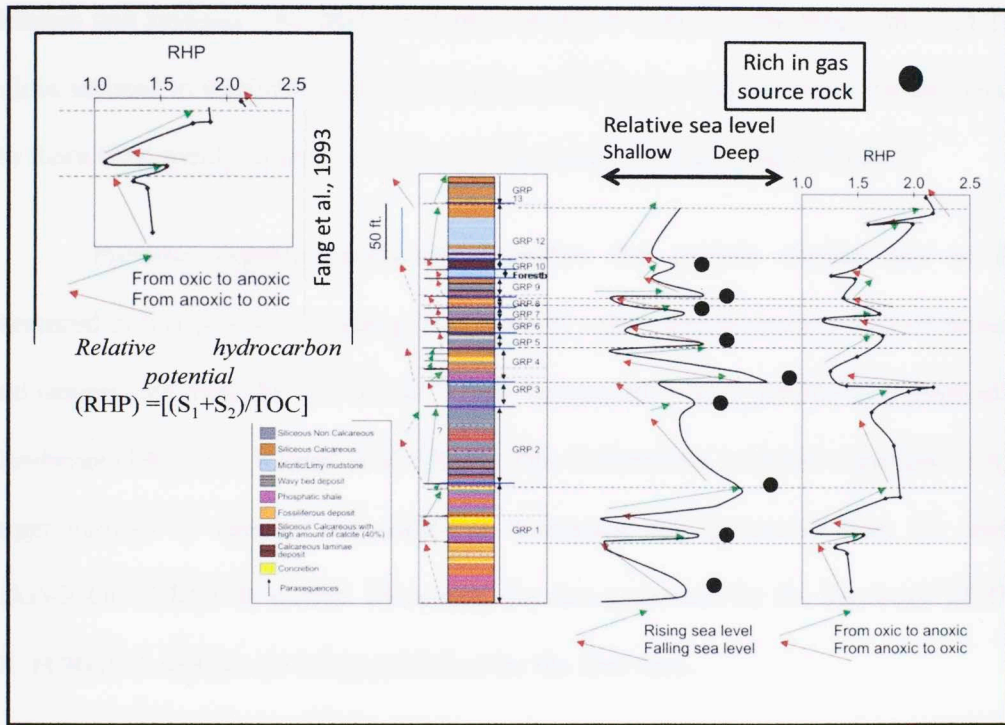 RHP
1.0 1.5 2.0 2.5
Fang et al., 1993
From oxic to anoxic
From anoxic to oxic
Relative hydrocarbon
potential
(RHP) =[(S₁+S₂)/TOC]
Rich in gas
source rock
Relative sea level
Shallow Deep
RHP
1.0 1.5 2.0 2.5
50 ft.
GRP
13
GRP 12
GRP 10
Forestb
GRP 9
GRP 8
GRP 7
GRP 6
GRP 5
GRP 4
GRP 3
GRP 2
GRP 1
?
Siliceous Non Calcareous
Siliceous Calcareous
Micritic/Limy mudstone
Wavy bed deposit
Phosphatic shale
Fossiliferous deposit
Siliceous Calcareous with
high amount of calcite (40%)
Calcareous laminae
deposit
Concretion
Parasequences
Rising sea level
Falling sea level
From oxic to anoxic
From anoxic to oxic